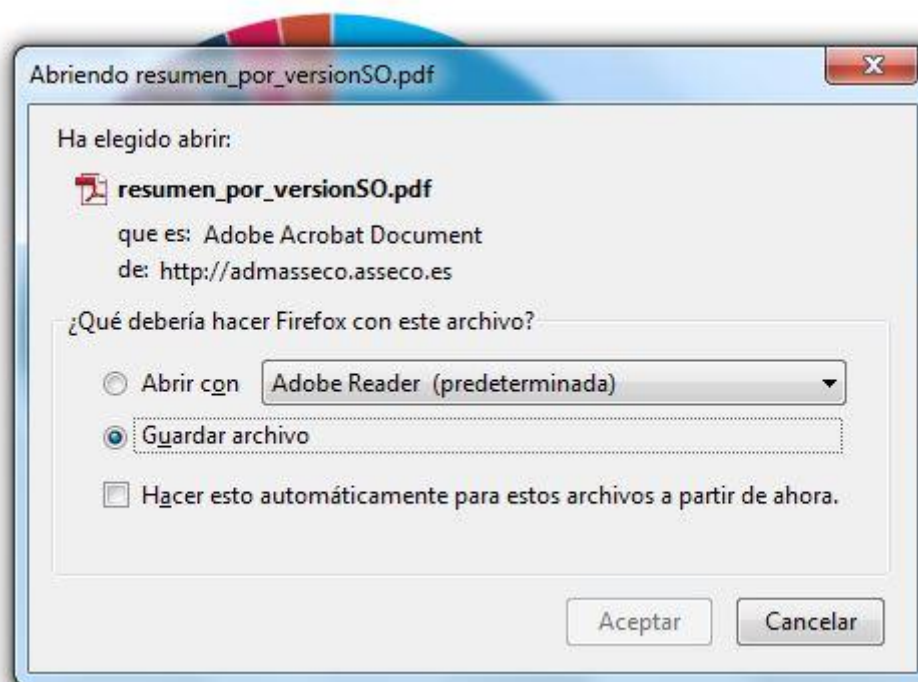 Abriendo resumen_por_versionSO.pdf
Ha elegido abrir:
resumen_por_versionSO.pdf
que es: Adobe Acrobat Document
de: http://admasseco.asseco.es
¿Qué debería hacer Firefox con este archivo?
Abrir con Adobe Reader (predeterminada)
Guardar archivo
Hacer esto automáticamente para estos archivos a partir de ahora.
Aceptar Cancelar